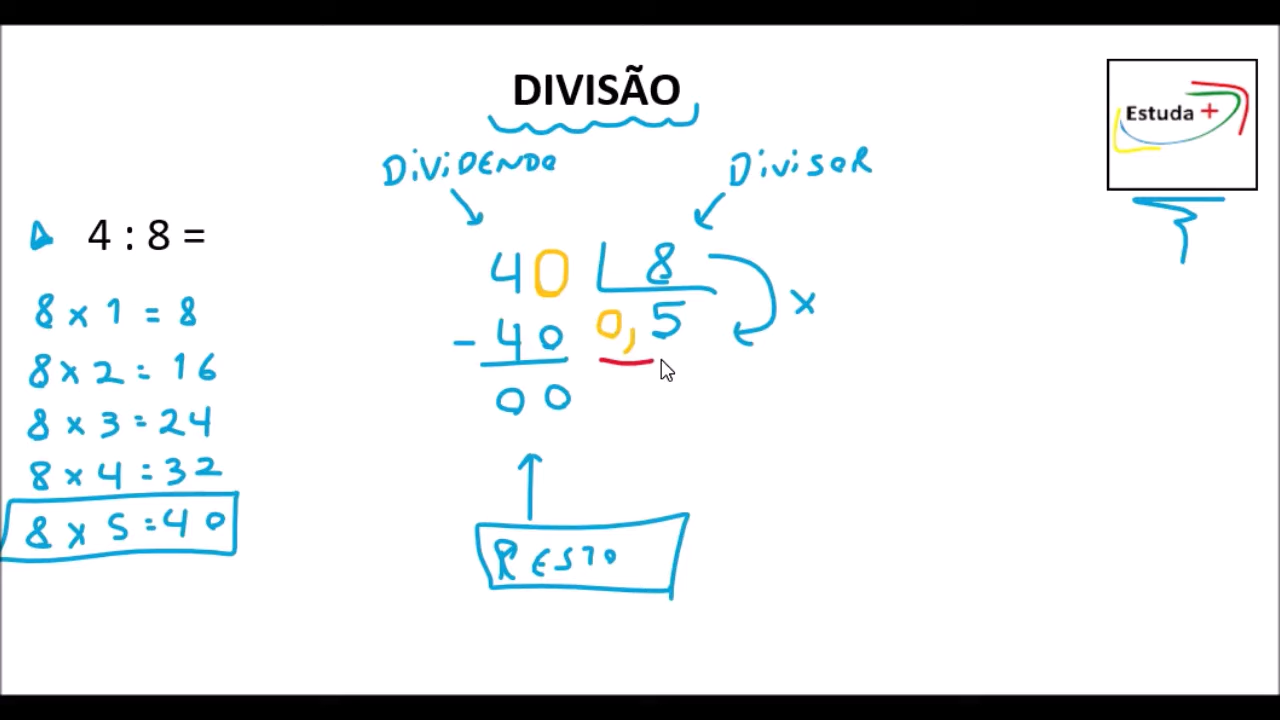 DIVISÃO
Estuda +
DIVIDENDO
DIVISOR
4 : 8 =
40 8
0,5
- 40
00
x
8 x 1 = 8
8 x 2 = 16
8 x 3 = 24
8 x 4 = 32
8 x 5 = 40
RESTO